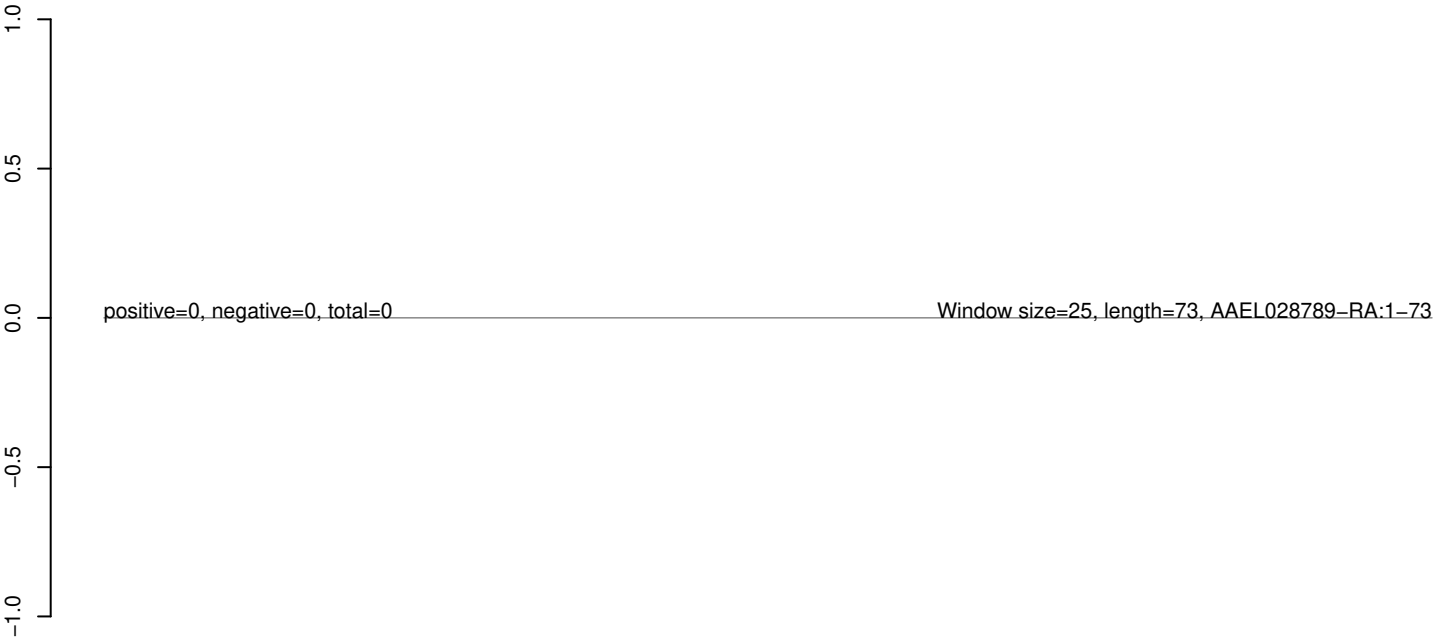 1.0
0.5
0.0
−0.5
−1.0
positive=0, negative=0, total=0
Window size=25, length=73, AAEL028789−RA:1−73